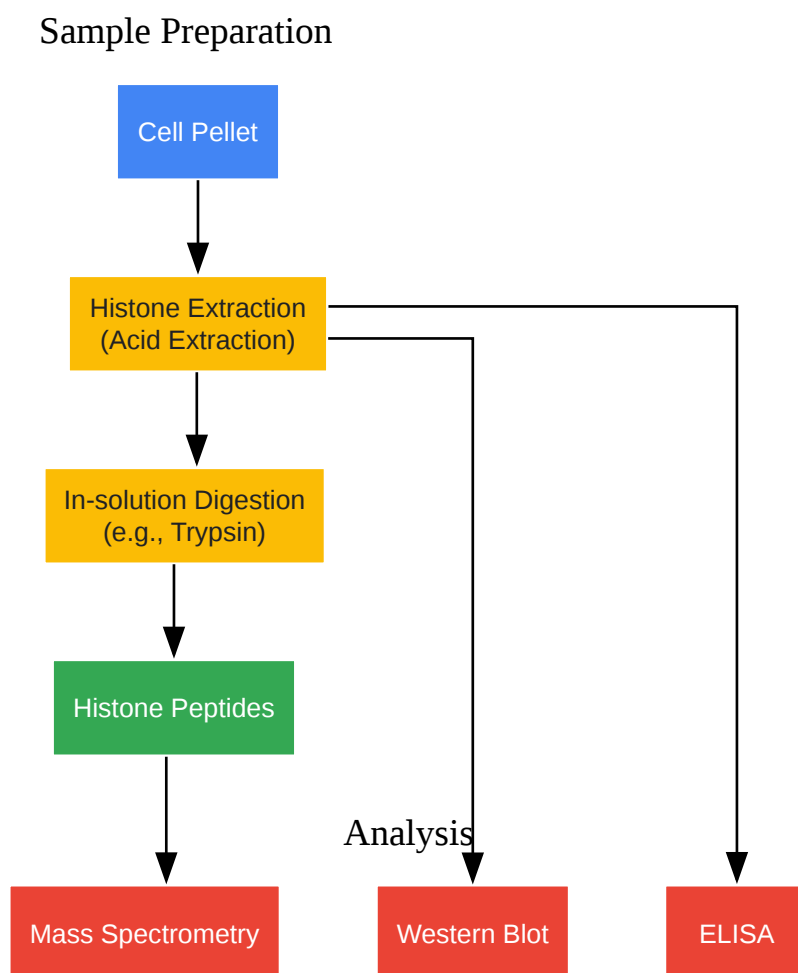 Sample Preparation
Cell Pellet
Histone Extraction
(Acid Extraction)
In-solution Digestion
(e.g., Trypsin)
Histone Peptides
Analysis
Mass Spectrometry
Western Blot
ELISA